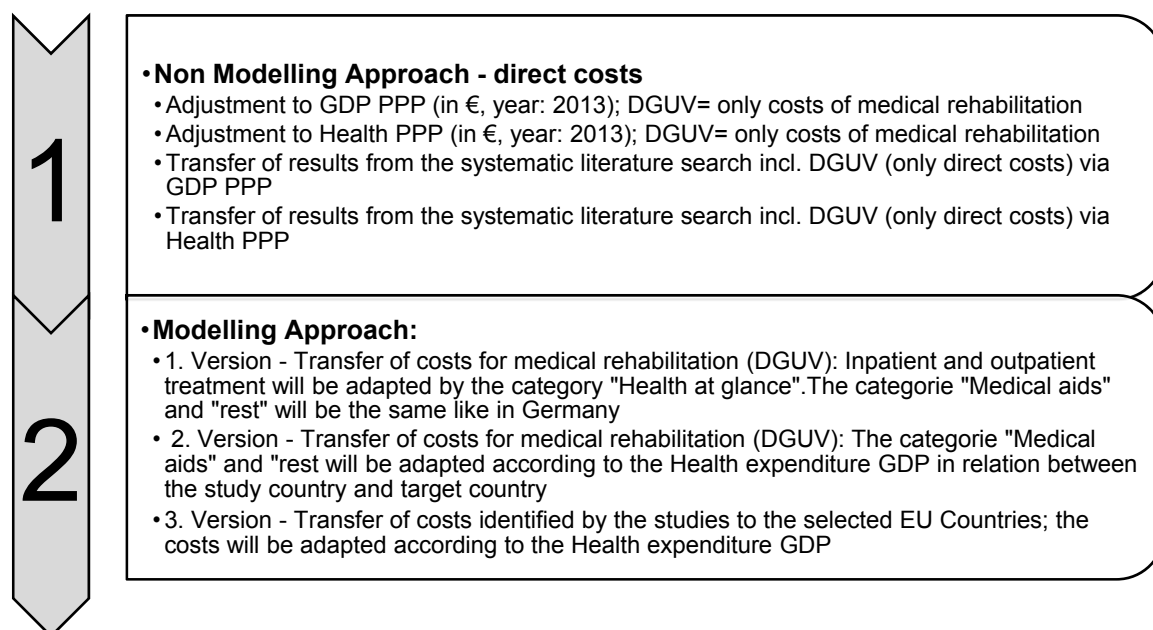 1
•Non Modelling Approach - direct costs
•Adjustment to GDP PPP (in €, year: 2013); DGUV= only costs of medical rehabilitation
•Adjustment to Health PPP (in €, year: 2013); DGUV= only costs of medical rehabilitation
•Transfer of results from the systematic literature search incl. DGUV (only direct costs) via
GDP PPP
•Transfer of results from the systematic literature search incl. DGUV (only direct costs) via
Health PPP
2
•Modelling Approach:
•1. Version - Transfer of costs for medical rehabilitation (DGUV): Inpatient and outpatient
treatment will be adapted by the category "Health at glance".The categorie "Medical aids"
and "rest" will be the same like in Germany
• 2. Version - Transfer of costs for medical rehabilitation (DGUV): The categorie "Medical
aids" and "rest will be adapted according to the Health expenditure GDP in relation between
the study country and target country
•3. Version - Transfer of costs identified by the studies to the selected EU Countries; the
costs will be adapted according to the Health expenditure GDP